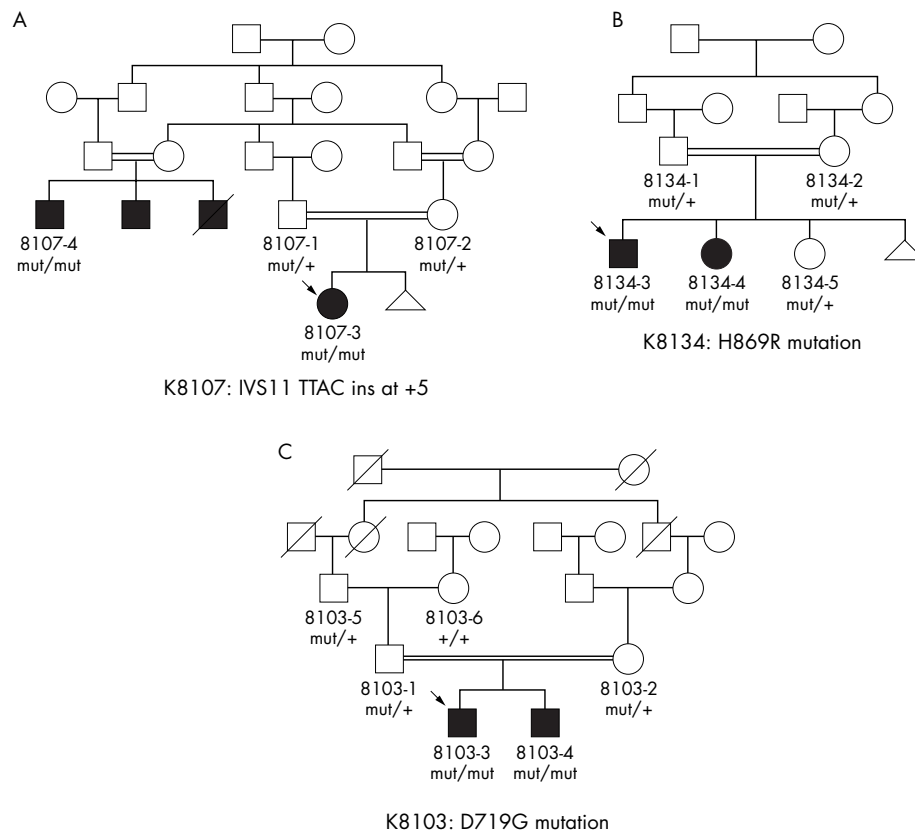 A
B
8134-1 8134-2
mut/+ mut/+
8107-4 8107-1 8107-2
mut/mut mut/+ mut/+
8134-3 8134-4 8134-5
mut/mut mut/mut mut/+
8107-3
mut/mut
K8134: H869R mutation
K8107: IVS11 TTAC ins at +5
C
8103-5 8103-6
mut/+ +/+
8103-1 8103-2
mut/+ mut/+
8103-3 8103-4
mut/mut mut/mut
K8103: D719G mutation